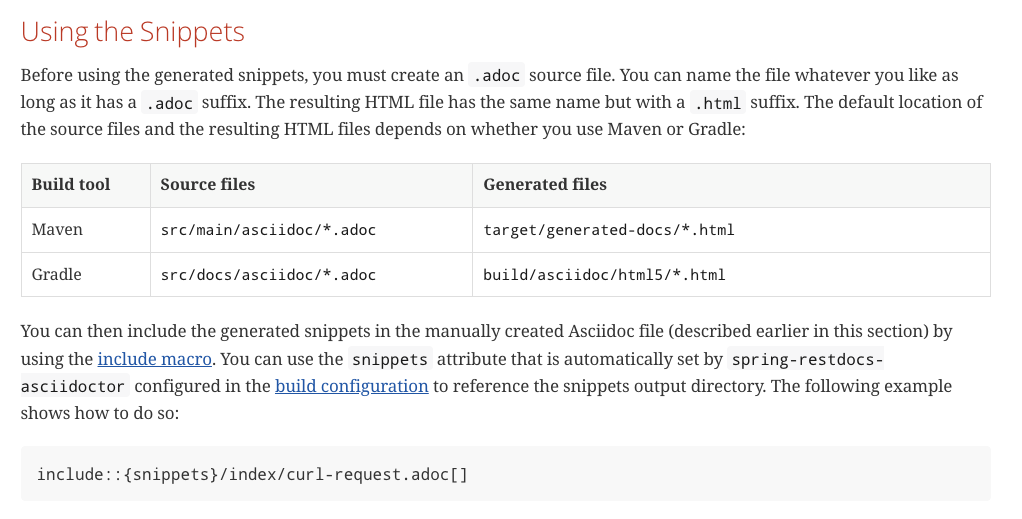 Using the Snippets
Before using the generated snippets, you must create an .adoc source file. You can name the file whatever you like as
long as it has a .adoc suffix. The resulting HTML file has the same name but with a .html suffix. The default location of
the source files and the resulting HTML files depends on whether you use Maven or Gradle:
Build tool Source files Generated files
Maven src/main/asciidoc/*.adoc target/generated-docs/*.html
Gradle src/docs/asciidoc/*.adoc build/asciidoc/html5/*.html
You can then include the generated snippets in the manually created Asciidoc file (described earlier in this section) by
using the include macro. You can use the snippets attribute that is automatically set by spring-restdocs-
asciidoctor configured in the build configuration to reference the snippets output directory. The following example
shows how to do so:
include::{snippets}/index/curl-request.adoc[]